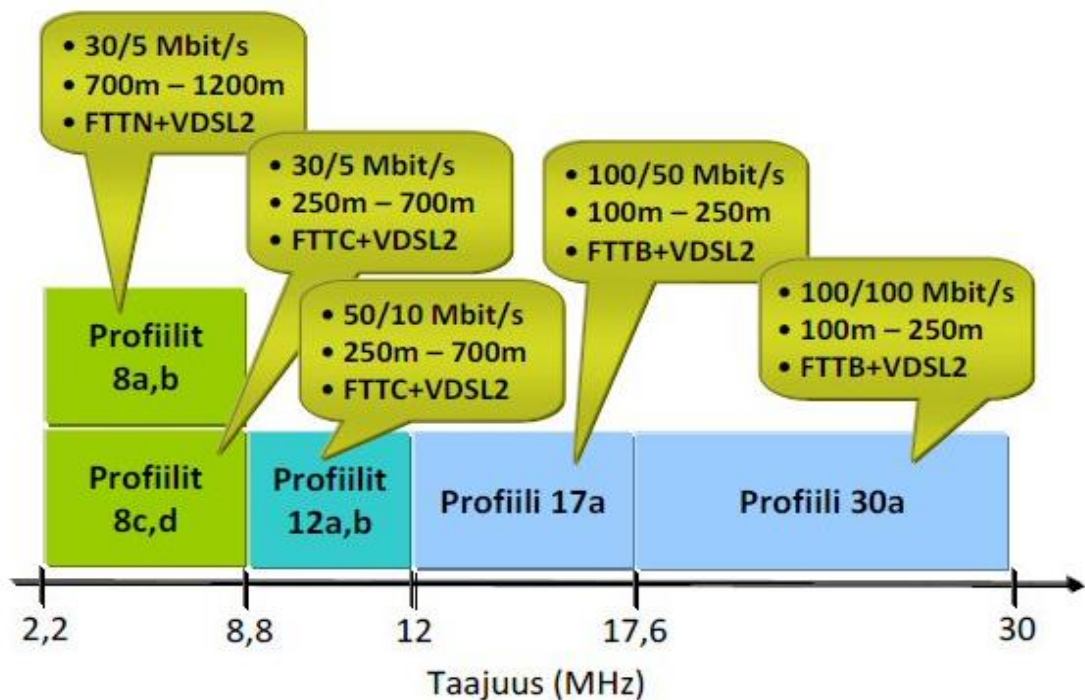 • 30/5 Mbit/s
• 700m – 1200m
• FTTN+VDSL2
• 30/5 Mbit/s
• 250m – 700m
• FTTC+VDSL2
• 100/50 Mbit/s
• 100m – 250m
• FTTB+VDSL2
• 50/10 Mbit/s
• 250m – 700m
• FTTC+VDSL2
• 100/100 Mbit/s
• 100m – 250m
• FTTB+VDSL2
Profiilit
8a,b
Profiilit
8c,d
Profiilit
12a,b
Profiili 17a
Profiili 30a
2,2 8,8 12 17,6 30
Taajuus (MHz)